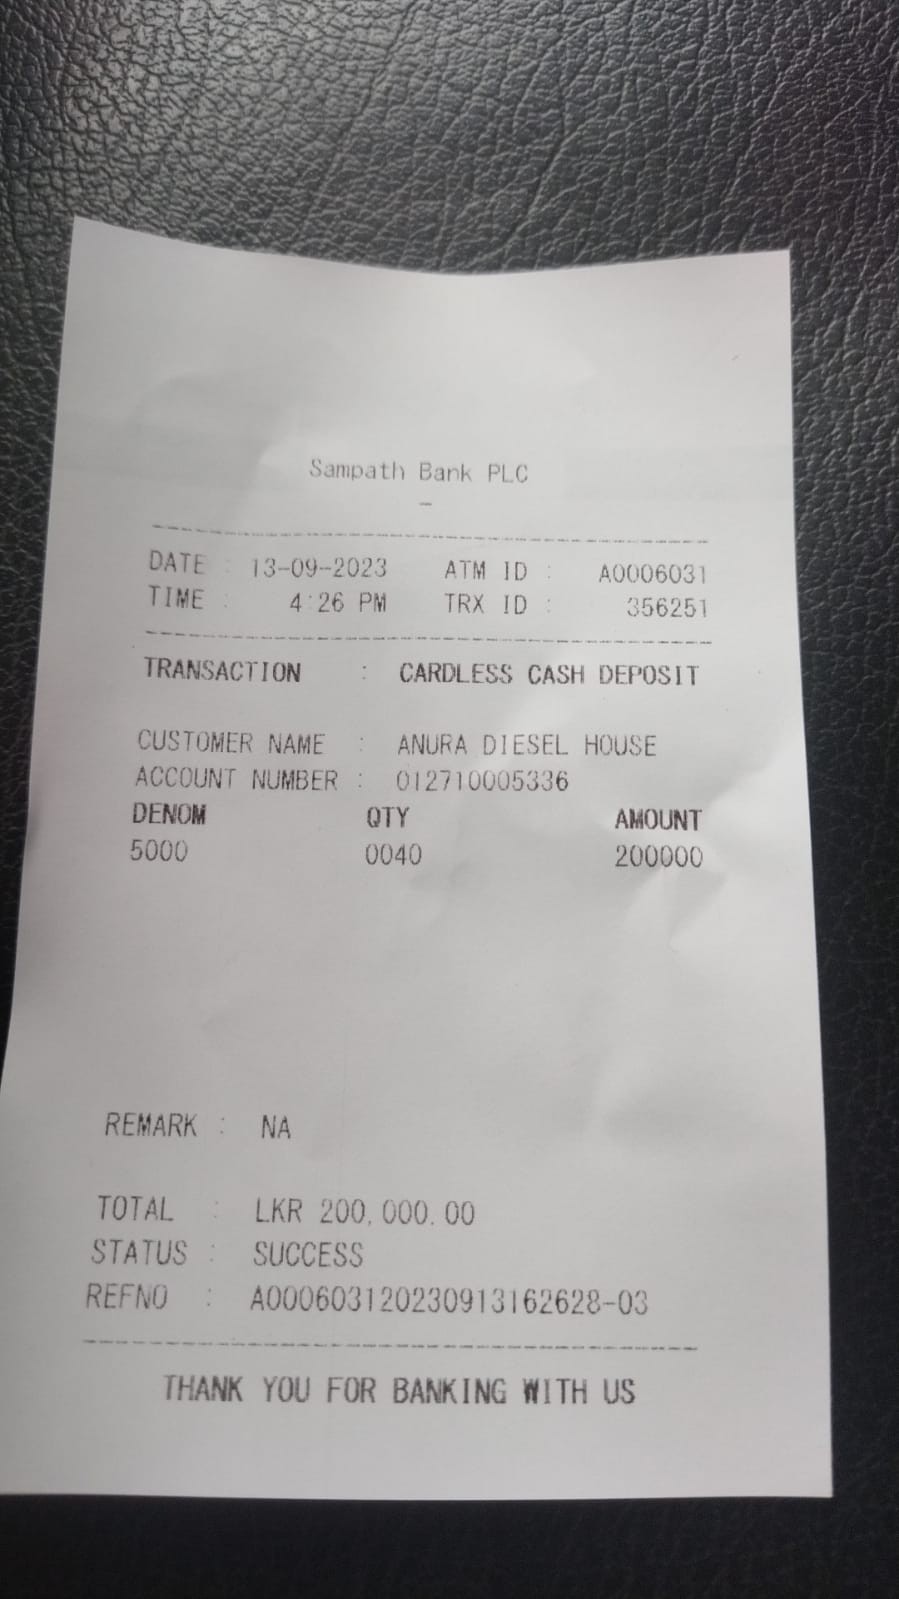 Sampath Bank PLC
-
DATE : 13-09-2023 ATM ID : A0006031
TIME : 4:26 PM TRX ID : 356251
TRANSACTION : CARDLESS CASH DEPOSIT
CUSTOMER NAME : ANURA DIESEL HOUSE
ACCOUNT NUMBER : 012710005336
DENOM QTY AMOUNT
5000 0040 200000
REMARK : NA
TOTAL : LKR 200,000.00
STATUS : SUCCESS
REFNO : A000603120230913162628-03
THANK YOU FOR BANKING WITH US